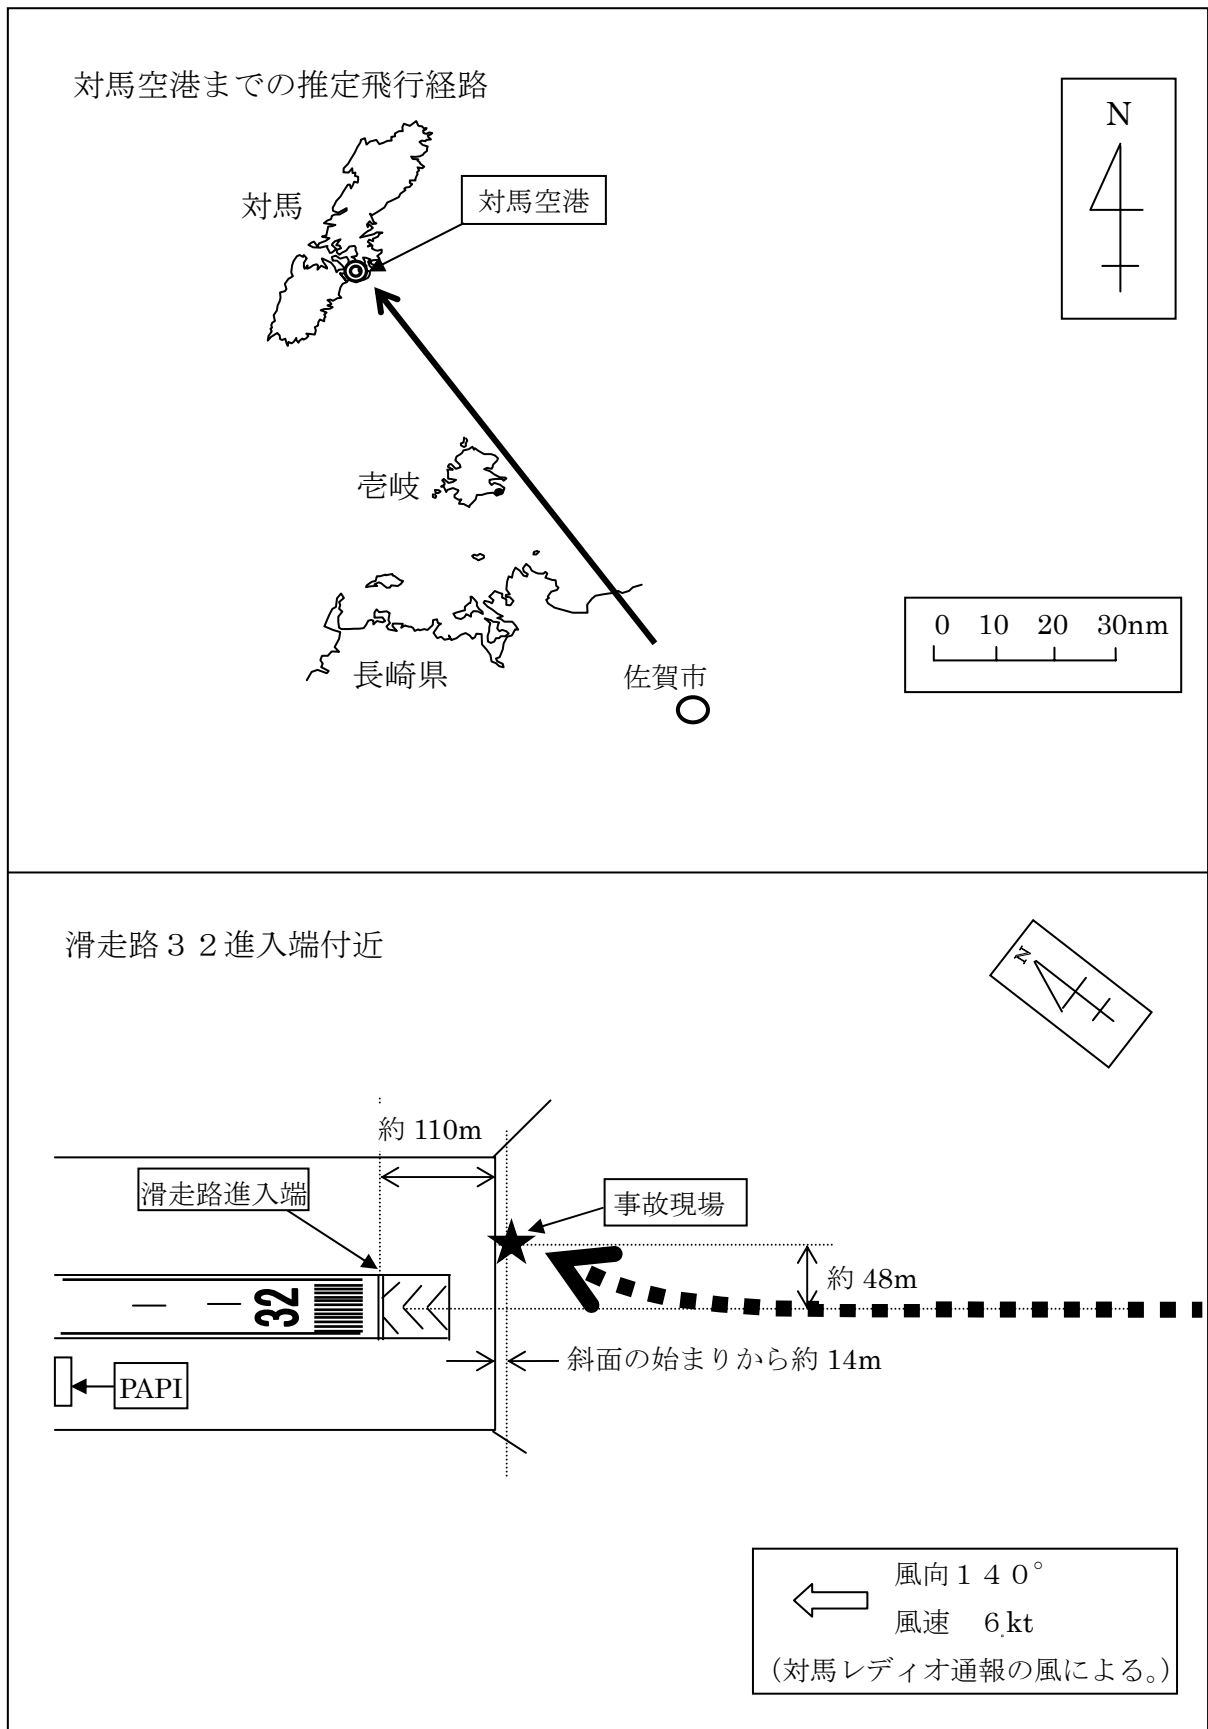 対馬空港までの推定飛行経路
N
対馬
対馬空港
壱岐
0 10 20 30nm
長崎県
佐賀市
滑走路３２進入端付近
N
約 110m
滑走路進入端
事故現場
約 48m
32
斜面の始まりから約 14m
PAPI
風向１４０°
風速 6 kt
（対馬レディオ通報の風による。）